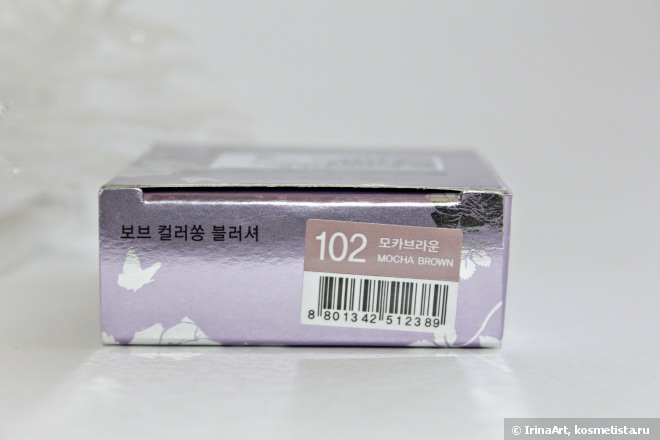 보브 컬러쏭 블러셔
102 모카브라운
MOCHA BROWN
8 801342 512389
© IrinaArt, kosmetista.ru